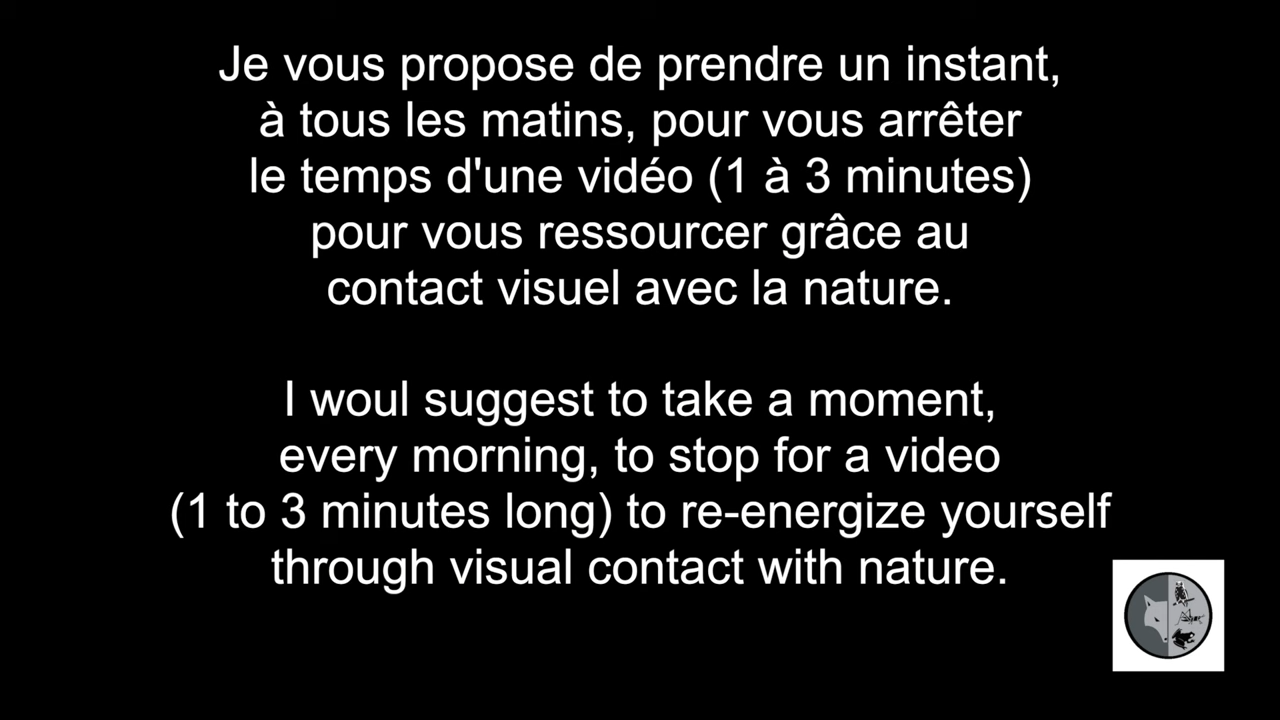 Je vous propose de prendre un instant,
à tous les matins, pour vous arrêter
le temps d'une vidéo (1 à 3 minutes)
pour vous ressourcer grâce au
contact visuel avec la nature.
I woul suggest to take a moment,
every morning, to stop for a video
(1 to 3 minutes long) to re-energize yourself
through visual contact with nature.